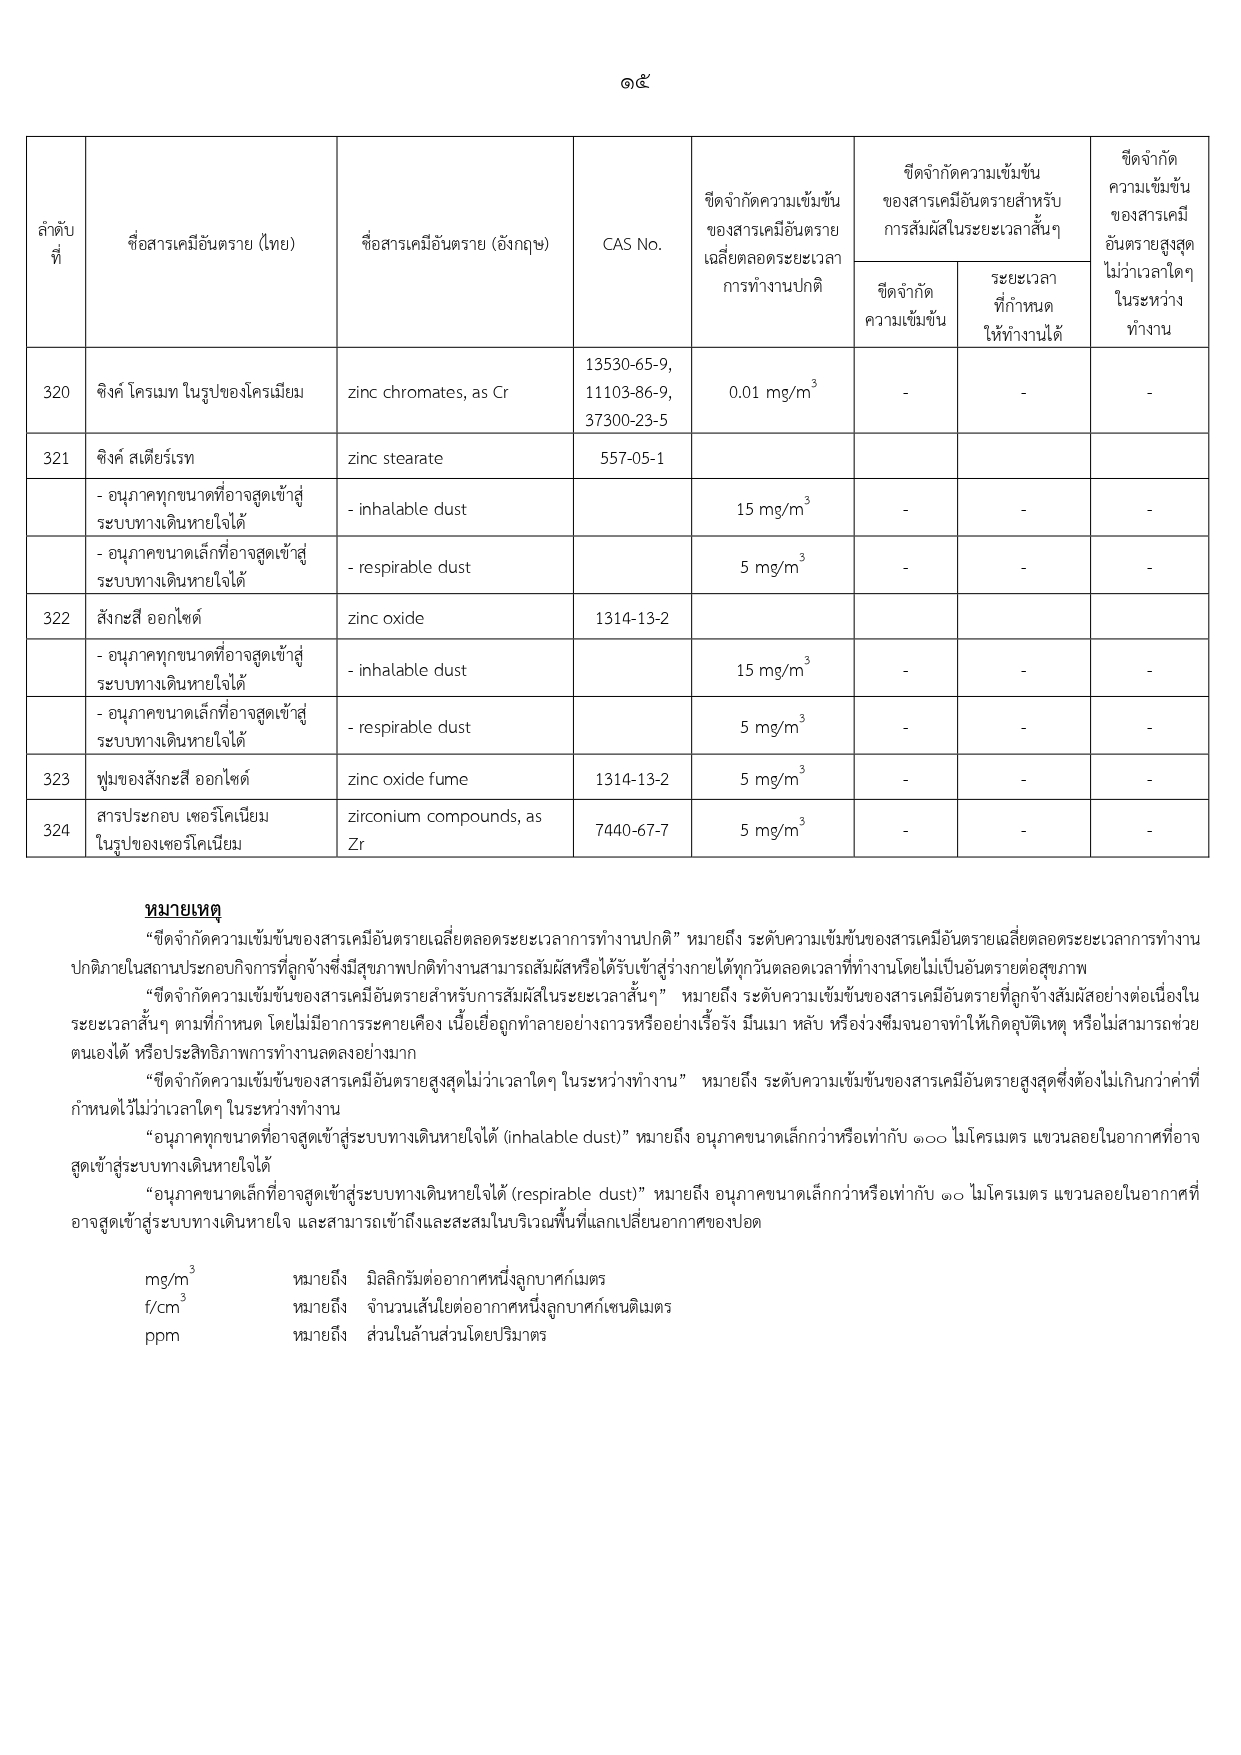 ๑๕
ลำดับ
ที่
ชื่อสารเคมีอันตราย (ไทย)
ชื่อสารเคมีอันตราย (อังกฤษ)
CAS No.
ขีดจำกัดความเข้มข้น
ของสารเคมีอันตราย
เฉลี่ยตลอดระยะเวลา
การทำงานปกติ
ขีดจำกัดความเข้มข้น
ของสารเคมีอันตรายสำหรับ
การสัมผัสในระยะเวลาสั้นๆ
ขีดจำกัด
ความเข้มข้น
ระยะเวลา
ที่กำหนด
ให้ทำงานได้
ขีดจำกัด
ความเข้มข้น
ของสารเคมี
อันตรายสูงสุด
ไม่ว่าเวลาใดๆ
ในระหว่าง
ทำงาน
320 ซิงค์ โครเมท ในรูปของโครเมียม zinc chromates, as Cr 13530-65-9, 11103-86-9, 37300-23-5 0.01 mg/m³ - - -
321 ซิงค์ สเตียร์เรท zinc stearate 557-05-1
- อนุภาคทุกขนาดที่อาจสูดเข้าสู่
ระบบทางเดินหายใจได้ - inhalable dust 15 mg/m³ - - -
- อนุภาคขนาดเล็กที่อาจสูดเข้าสู่
ระบบทางเดินหายใจได้ - respirable dust 5 mg/m³ - - -
322 สังกะสี ออกไซด์ zinc oxide 1314-13-2
- อนุภาคทุกขนาดที่อาจสูดเข้าสู่
ระบบทางเดินหายใจได้ - inhalable dust 15 mg/m³ - - -
- อนุภาคขนาดเล็กที่อาจสูดเข้าสู่
ระบบทางเดินหายใจได้ - respirable dust 5 mg/m³ - - -
323 ฟูมของสังกะสี ออกไซด์ zinc oxide fume 1314-13-2 5 mg/m³ - - -
324 สารประกอบ เซอร์โคเนียม
ในรูปของเซอร์โคเนียม zirconium compounds, as
Zr 7440-67-7 5 mg/m³ - - -
หมายเหตุ
“ขีดจำกัดความเข้มข้นของสารเคมีอันตรายเฉลี่ยตลอดระยะเวลาการทำงานปกติ” หมายถึง ระดับความเข้มข้นของสารเคมีอันตรายเฉลี่ยตลอดระยะเวลาการทำงาน
ปกติภายในสถานประกอบกิจการที่ลูกจ้างซึ่งมีสุขภาพปกติทำงานสามารถสัมผัสหรือได้รับเข้าสู่ร่างกายได้ทุกวันตลอดเวลาที่ทำงานโดยไม่เป็นอันตรายต่อสุขภาพ
“ขีดจำกัดความเข้มข้นของสารเคมีอันตรายสำหรับการสัมผัสในระยะเวลาสั้นๆ” หมายถึง ระดับความเข้มข้นของสารเคมีอันตรายที่ลูกจ้างสัมผัสอย่างต่อเนื่องใน
ระยะเวลาสั้นๆ ตามที่กำหนด โดยไม่มีอาการระคายเคือง เนื้อเยื่อถูกทำลายอย่างถาวรหรืออย่างเรื้อรัง มึนเมา หลับ หรือง่วงซึมจนอาจทำให้เกิดอุบัติเหตุ หรือไม่สามารถช่วย
ตนเองได้ หรือประสิทธิภาพการทำงานลดลงอย่างมาก
“ขีดจำกัดความเข้มข้นของสารเคมีอันตรายสูงสุดไม่ว่าเวลาใดๆ ในระหว่างทำงาน” หมายถึง ระดับความเข้มข้นของสารเคมีอันตรายสูงสุดซึ่งต้องไม่เกินกว่าค่าที่
กำหนดไว้ไม่ว่าเวลาใดๆ ในระหว่างทำงาน
“อนุภาคทุกขนาดที่อาจสูดเข้าสู่ระบบทางเดินหายใจได้ (inhalable dust)” หมายถึง อนุภาคขนาดเล็กกว่าหรือเท่ากับ ๑๐๐ ไมโครเมตร แขวนลอยในอากาศที่อาจ
สูดเข้าสู่ระบบทางเดินหายใจได้
“อนุภาคขนาดเล็กที่อาจสูดเข้าสู่ระบบทางเดินหายใจได้ (respirable dust)” หมายถึง อนุภาคขนาดเล็กกว่าหรือเท่ากับ ๑๐ ไมโครเมตร แขวนลอยในอากาศที่
อาจสูดเข้าสู่ระบบทางเดินหายใจ และสามารถเข้าถึงและสะสมในบริเวณพื้นที่แลกเปลี่ยนอากาศของปอด
mg/m³ หมายถึง มิลลิกรัมต่ออากาศหนึ่งลูกบาศก์เมตร
f/cm³ หมายถึง จำนวนเส้นใยต่ออากาศหนึ่งลูกบาศก์เซนติเมตร
ppm หมายถึง ส่วนในล้านส่วนโดยปริมาตร